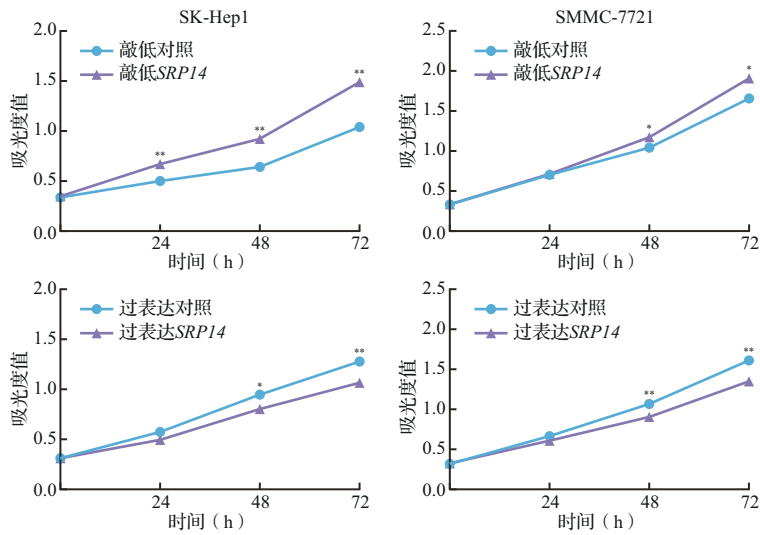 SK-Hep1
2.0
敲低对照
敲低SRP14
1.5
1.0
0.5
0.0
吸光度值
**
**
**
24
48
72
时间（h）
SMMC-7721
2.5
敲低对照
敲低SRP14
2.0
1.5
1.0
0.5
0.0
吸光度值
*
*
24
48
72
时间（h）
2.0
过表达对照
过表达SRP14
1.5
1.0
0.5
0.0
吸光度值
*
**
24
48
72
时间（h）
2.5
过表达对照
过表达SRP14
2.0
1.5
1.0
0.5
0.0
吸光度值
**
**
24
48
72
时间（h）